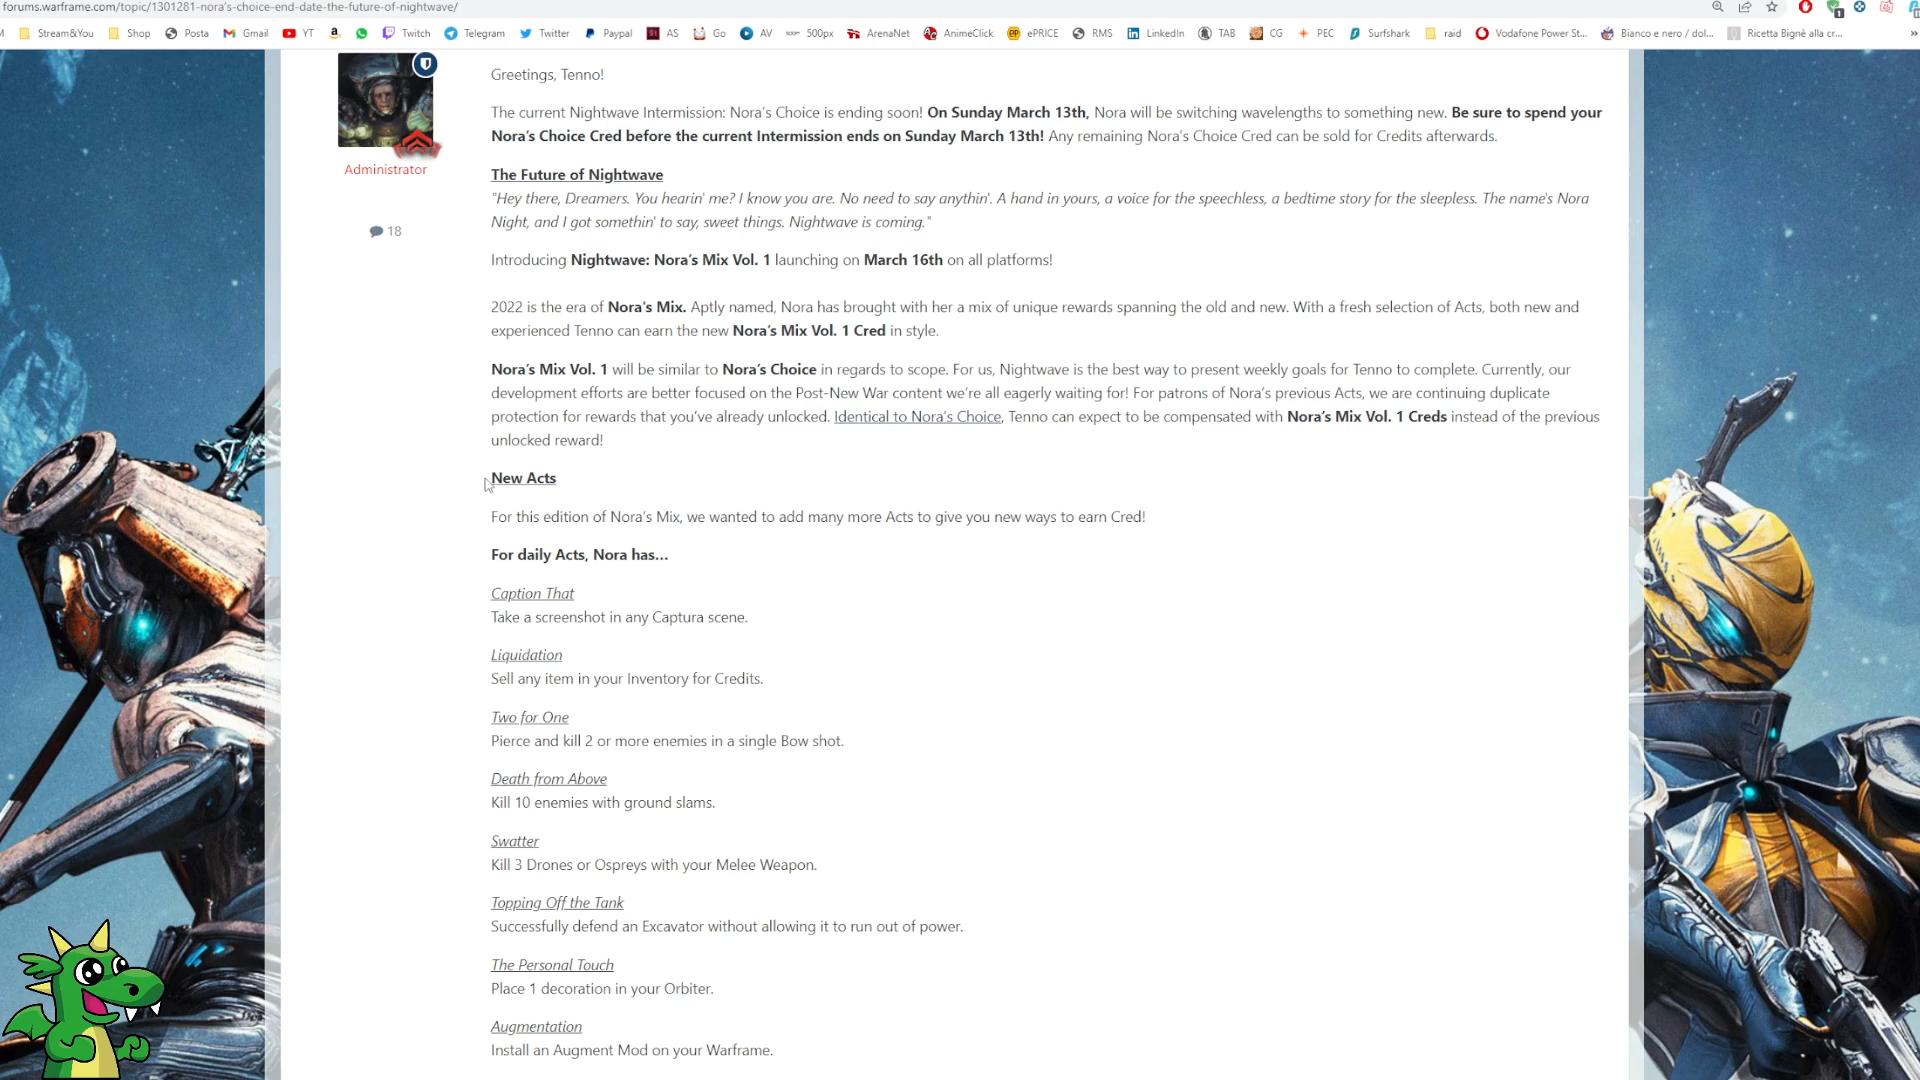 forums.warframe.com/topic/1301281-nora's-choice-end-date-the-future-of-nightwave/
Stream&You Shop Posta Gmail YT Twitch Telegram Twitter Paypal AS Go AV 500px ArenaNet AnimeClick ePRICE RMS LinkedIn TAB CG PEC Surfshark raid Vodafone Power St... Bianco e nero / dol... Ricetta Bignè alla cr... »
Greetings, Tenno!
The current Nightwave Intermission: Nora's Choice is ending soon! On Sunday March 13th, Nora will be switching wavelengths to something new. Be sure to spend your
Nora's Choice Cred before the current Intermission ends on Sunday March 13th! Any remaining Nora's Choice Cred can be sold for Credits afterwards.
Administrator
18
The Future of Nightwave
"Hey there, Dreamers. You hearin' me? I know you are. No need to say anythin'. A hand in yours, a voice for the speechless, a bedtime story for the sleepless. The name's Nora
Night, and I got somethin' to say, sweet things. Nightwave is coming."
Introducing Nightwave: Nora's Mix Vol. 1 launching on March 16th on all platforms!
2022 is the era of Nora's Mix. Aptly named, Nora has brought with her a mix of unique rewards spanning the old and new. With a fresh selection of Acts, both new and
experienced Tenno can earn the new Nora's Mix Vol. 1 Cred in style.
Nora's Mix Vol. 1 will be similar to Nora's Choice in regards to scope. For us, Nightwave is the best way to present weekly goals for Tenno to complete. Currently, our
development efforts are better focused on the Post-New War content we're all eagerly waiting for! For patrons of Nora's previous Acts, we are continuing duplicate
protection for rewards that you've already unlocked. Identical to Nora's Choice, Tenno can expect to be compensated with Nora's Mix Vol. 1 Creds instead of the previous
unlocked reward!
New Acts
For this edition of Nora's Mix, we wanted to add many more Acts to give you new ways to earn Cred!
For daily Acts, Nora has...
Caption That
Take a screenshot in any Captura scene.
Liquidation
Sell any item in your Inventory for Credits.
Two for One
Pierce and kill 2 or more enemies in a single Bow shot.
Death from Above
Kill 10 enemies with ground slams.
Swatter
Kill 3 Drones or Ospreys with your Melee Weapon.
Topping Off the Tank
Successfully defend an Excavator without allowing it to run out of power.
The Personal Touch
Place 1 decoration in your Orbiter.
Augmentation
Install an Augment Mod on your Warframe.